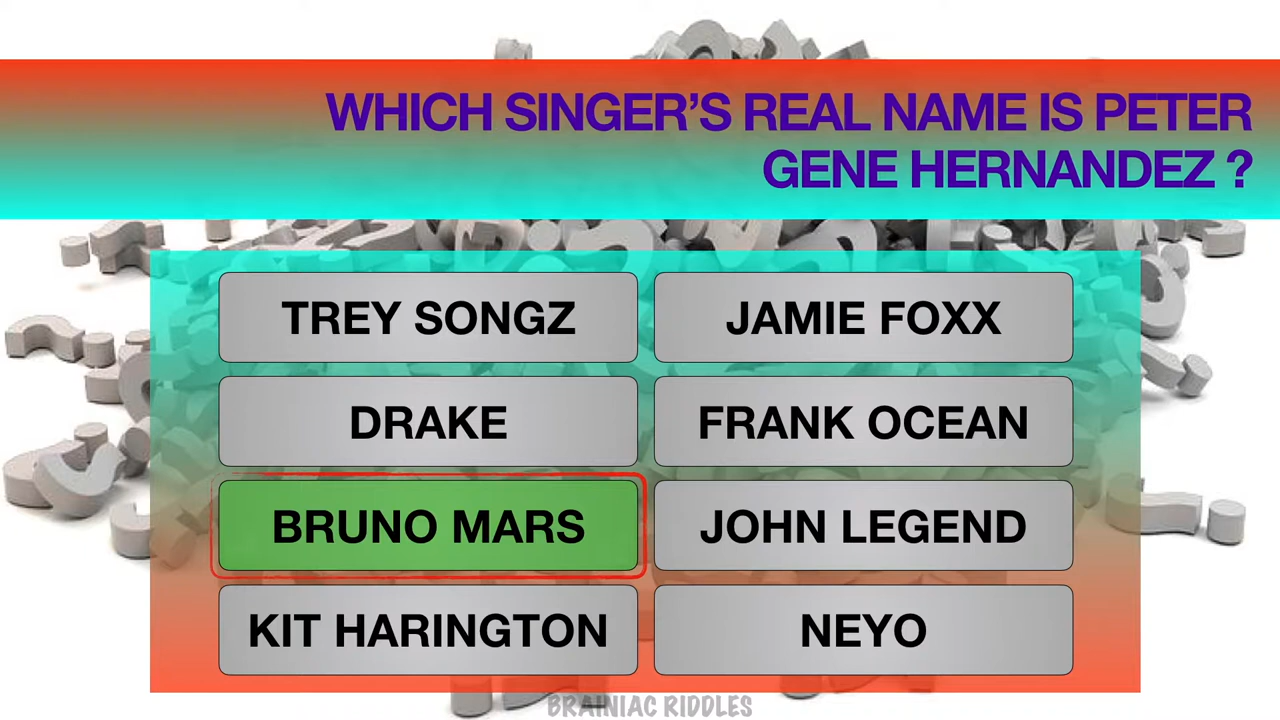 WHICH SINGER’S REAL NAME IS PETER
GENE HERNANDEZ ?
TREY SONGZ
JAMIE FOXX
DRAKE
FRANK OCEAN
BRUNO MARS
JOHN LEGEND
KIT HARINGTON
NEYO
BRAINIAC RIDDLES